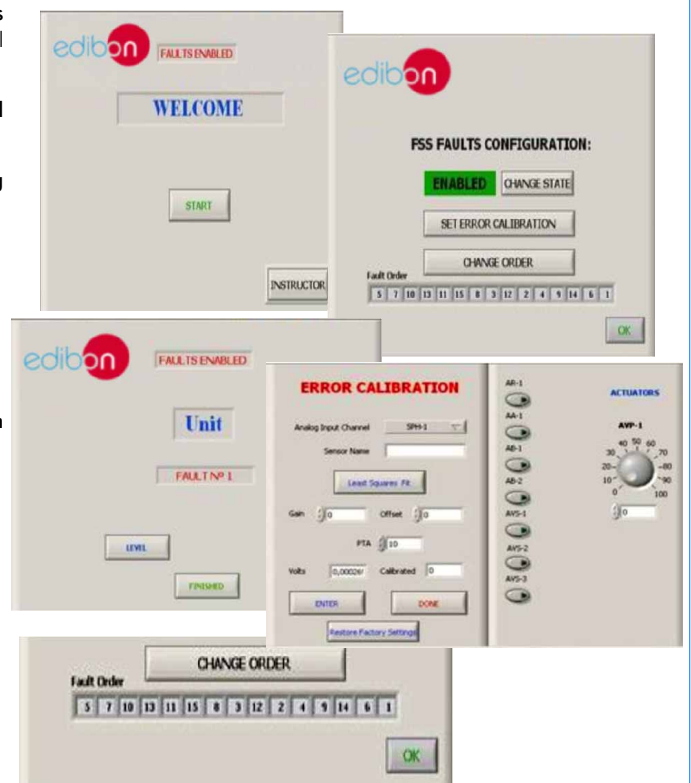 edibon
FAULTS ENABLED
WELCOME
START
INSTRUCTOR
edibon
FSS FAULTS CONFIGURATION:
ENABLED CHANGE STATE
SET ERROR CALIBRATION
CHANGE ORDER
Fault Order
5 7 10 13 11 15 8 3 12 2 4 9 14 6 1
OK
edibon
FAULTS ENABLED
Unit
FAULT Nº 1
LEVEL
FINISHED
ERROR CALIBRATION
Analog Input Channel SPH-1
Sensor Name
Least Squares Fit
Gain 0 Offset 0
PTA 10
Volts Calibrated 0
ENTER DONE
Restore Factory Settings
AR-1
AA-1
AB-1
AB-2
AVS-1
AVS-2
AVS-3
ACTUATORS
AVP-1
0 10 20 30 40 50 60 70 80 90 100
0
CHANGE ORDER
Fault Order
5 7 10 13 11 15 8 3 12 2 4 9 14 6 1
OK